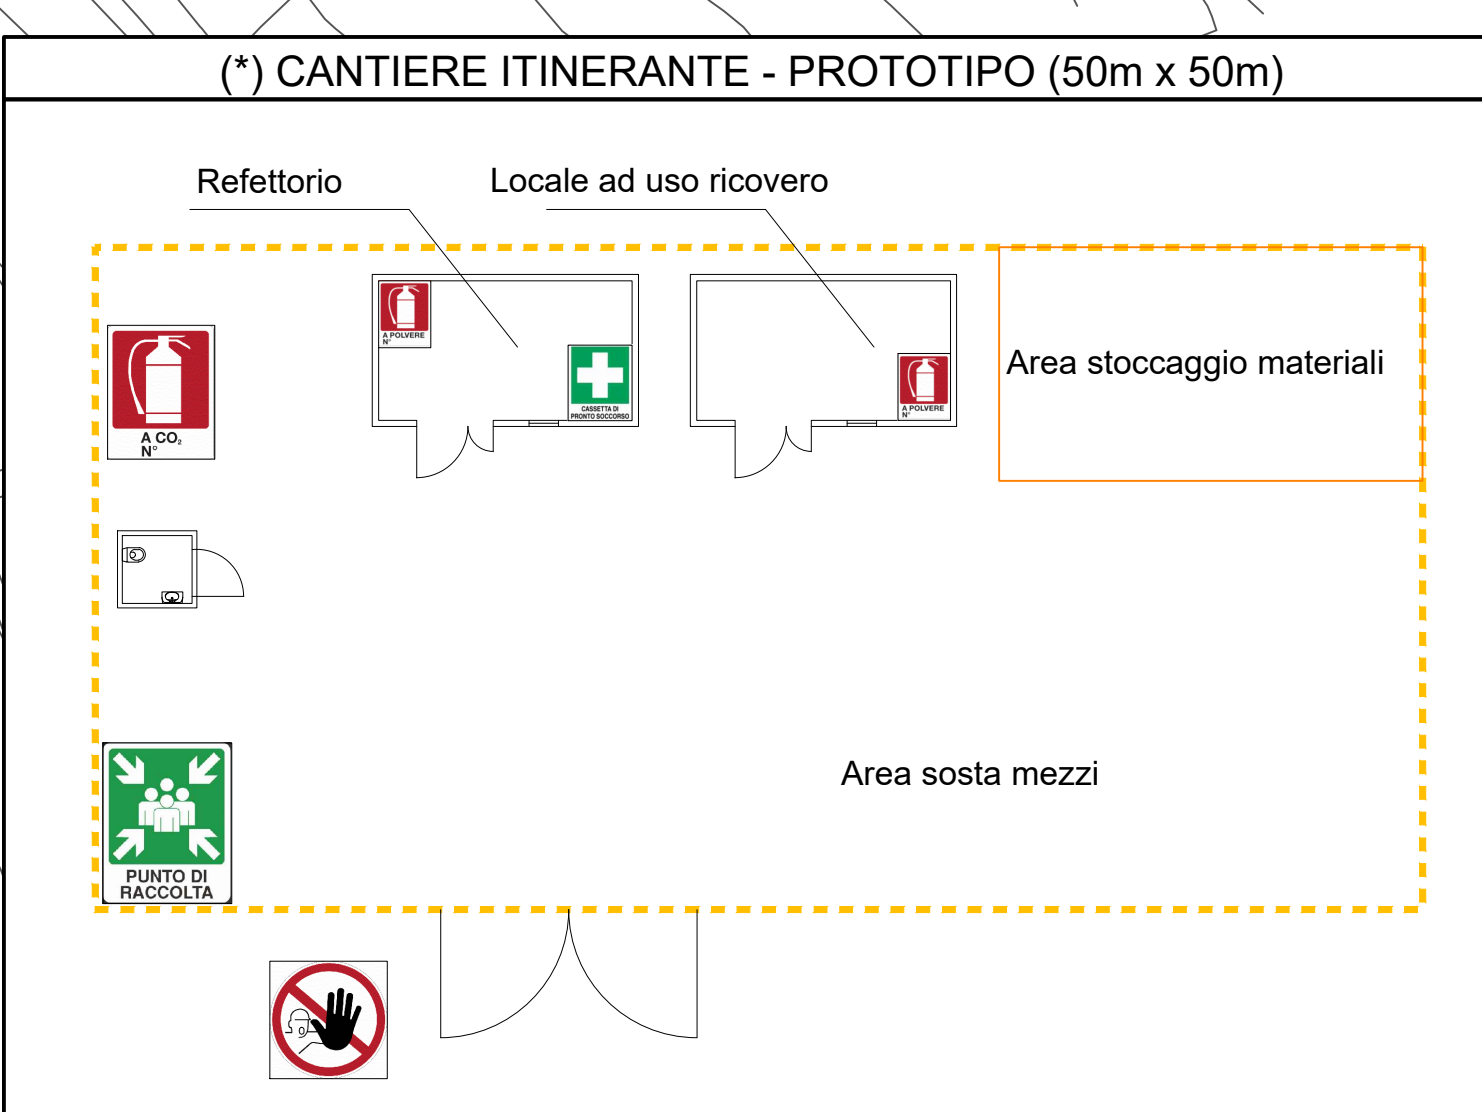 (*) CANTIERE ITINERANTE - PROTOTIPO (50m x 50m)
Refettorio
Locale ad uso ricovero
A POLVERE
N°
A CO₂
N°
CASSETTA DI
PRONTO SOCCORSO
A POLVERE
N°
Area stoccaggio materiali
Area sosta mezzi
PUNTO DI
RACCOLTA